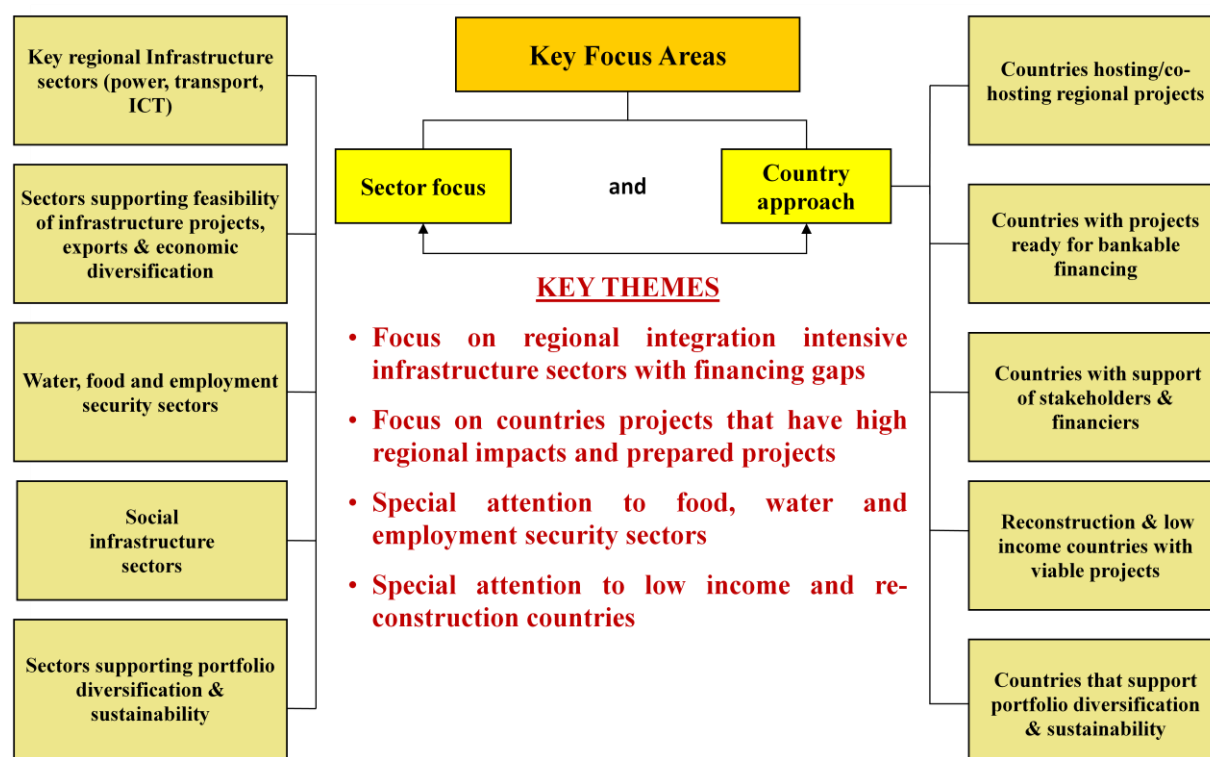 Key Focus Areas
Sector focus
and
Country
approach
Key regional Infrastructure
sectors (power, transport,
ICT)
Sectors supporting feasibility
of infrastructure projects,
exports & economic
diversification
Water, food and employment
security sectors
Social
infrastructure
sectors
Sectors supporting portfolio
diversification &
sustainability
KEY THEMES
• Focus on regional integration intensive
infrastructure sectors with financing gaps
• Focus on countries projects that have high
regional impacts and prepared projects
• Special attention to food, water and
employment security sectors
• Special attention to low income and re-
construction countries
Countries hosting/co-
hosting regional projects
Countries with projects
ready for bankable
financing
Countries with support
of stakeholders &
financiers
Reconstruction & low
income countries with
viable projects
Countries that support
portfolio diversification
& sustainability